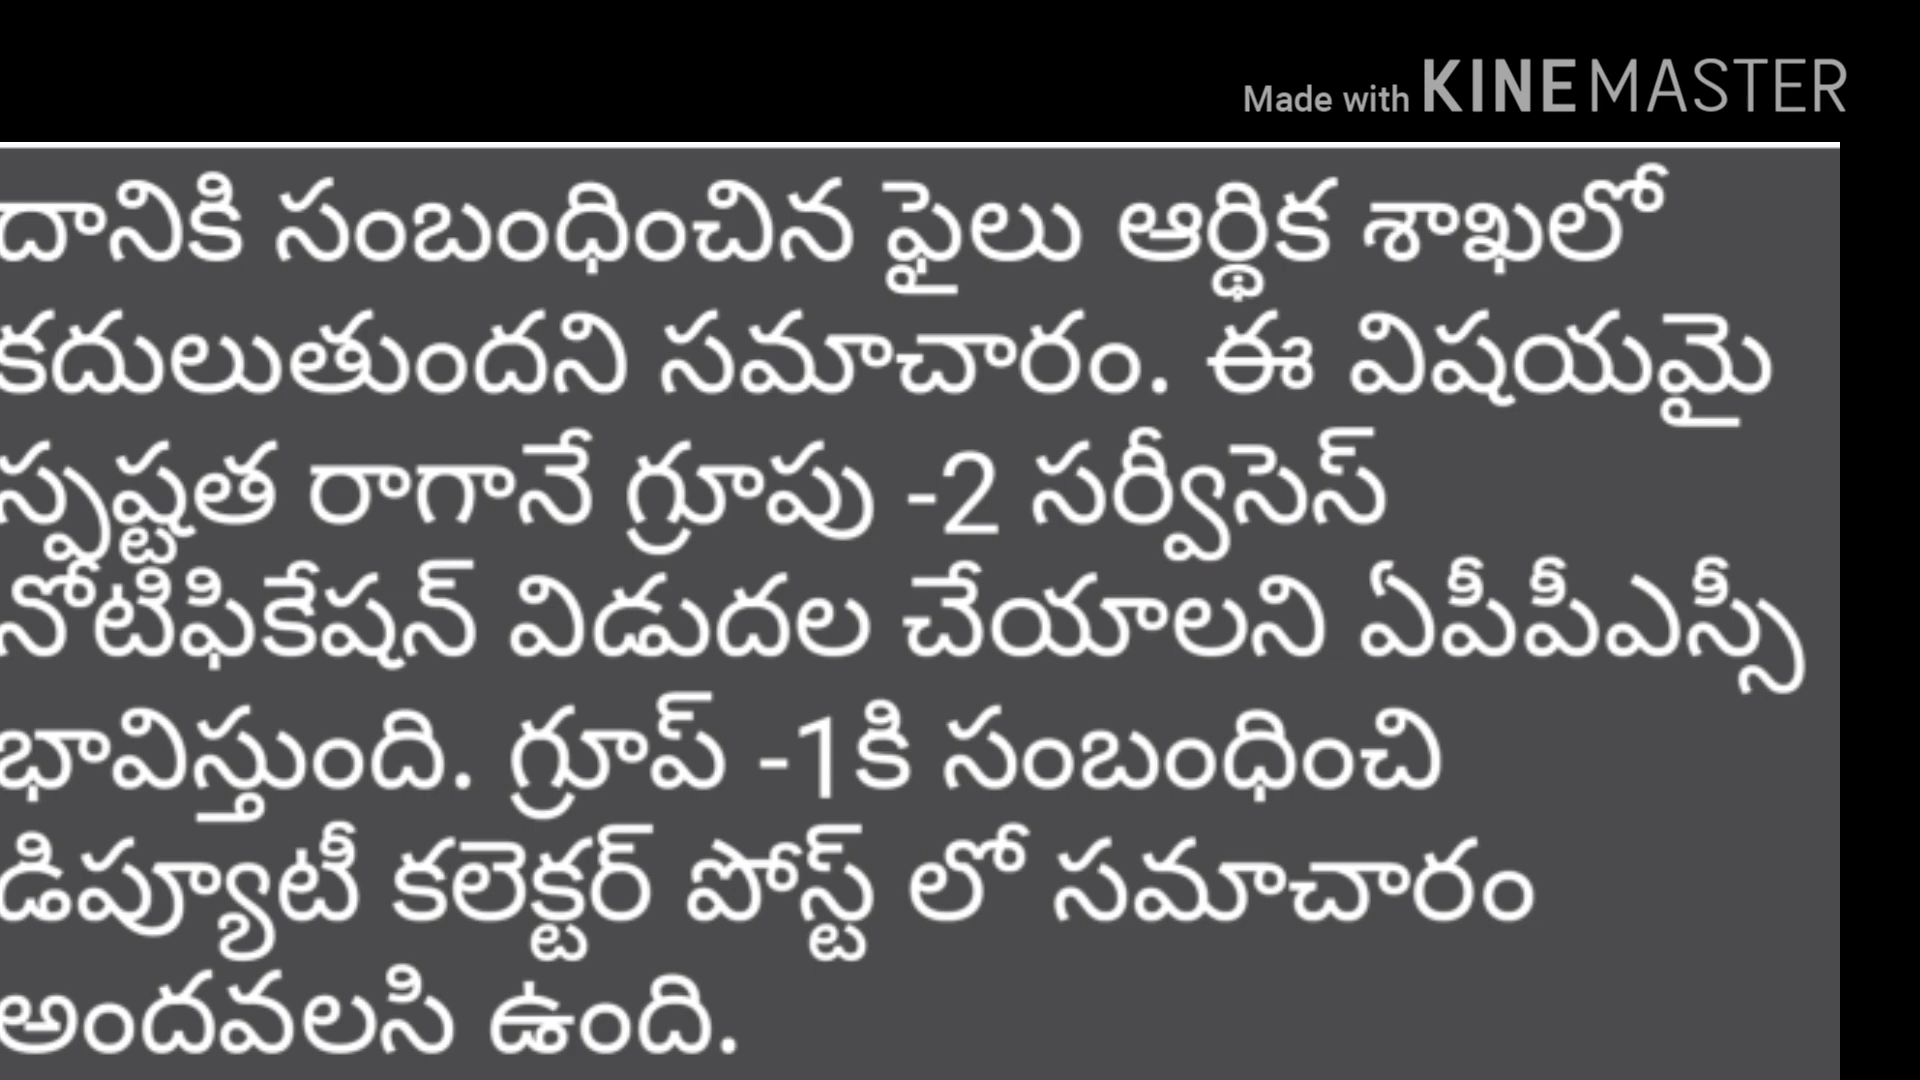 Made with KINEMASTER
దానికి సంబంధించిన ఫైలు ఆర్థిక శాఖలో
కదులుతుందని సమాచారం. ఈ విషయమై
స్పష్టత రాగానే గ్రూపు -2 సర్వీసెస్
నోటిఫికేషన్ విడుదల చేయాలని ఏపీపీఎస్సీ
భావిస్తుంది. గ్రూప్ -1కి సంబంధించి
డిప్యూటీ కలెక్టర్ పోస్ట్ లో సమాచారం
అందవలసి ఉంది.